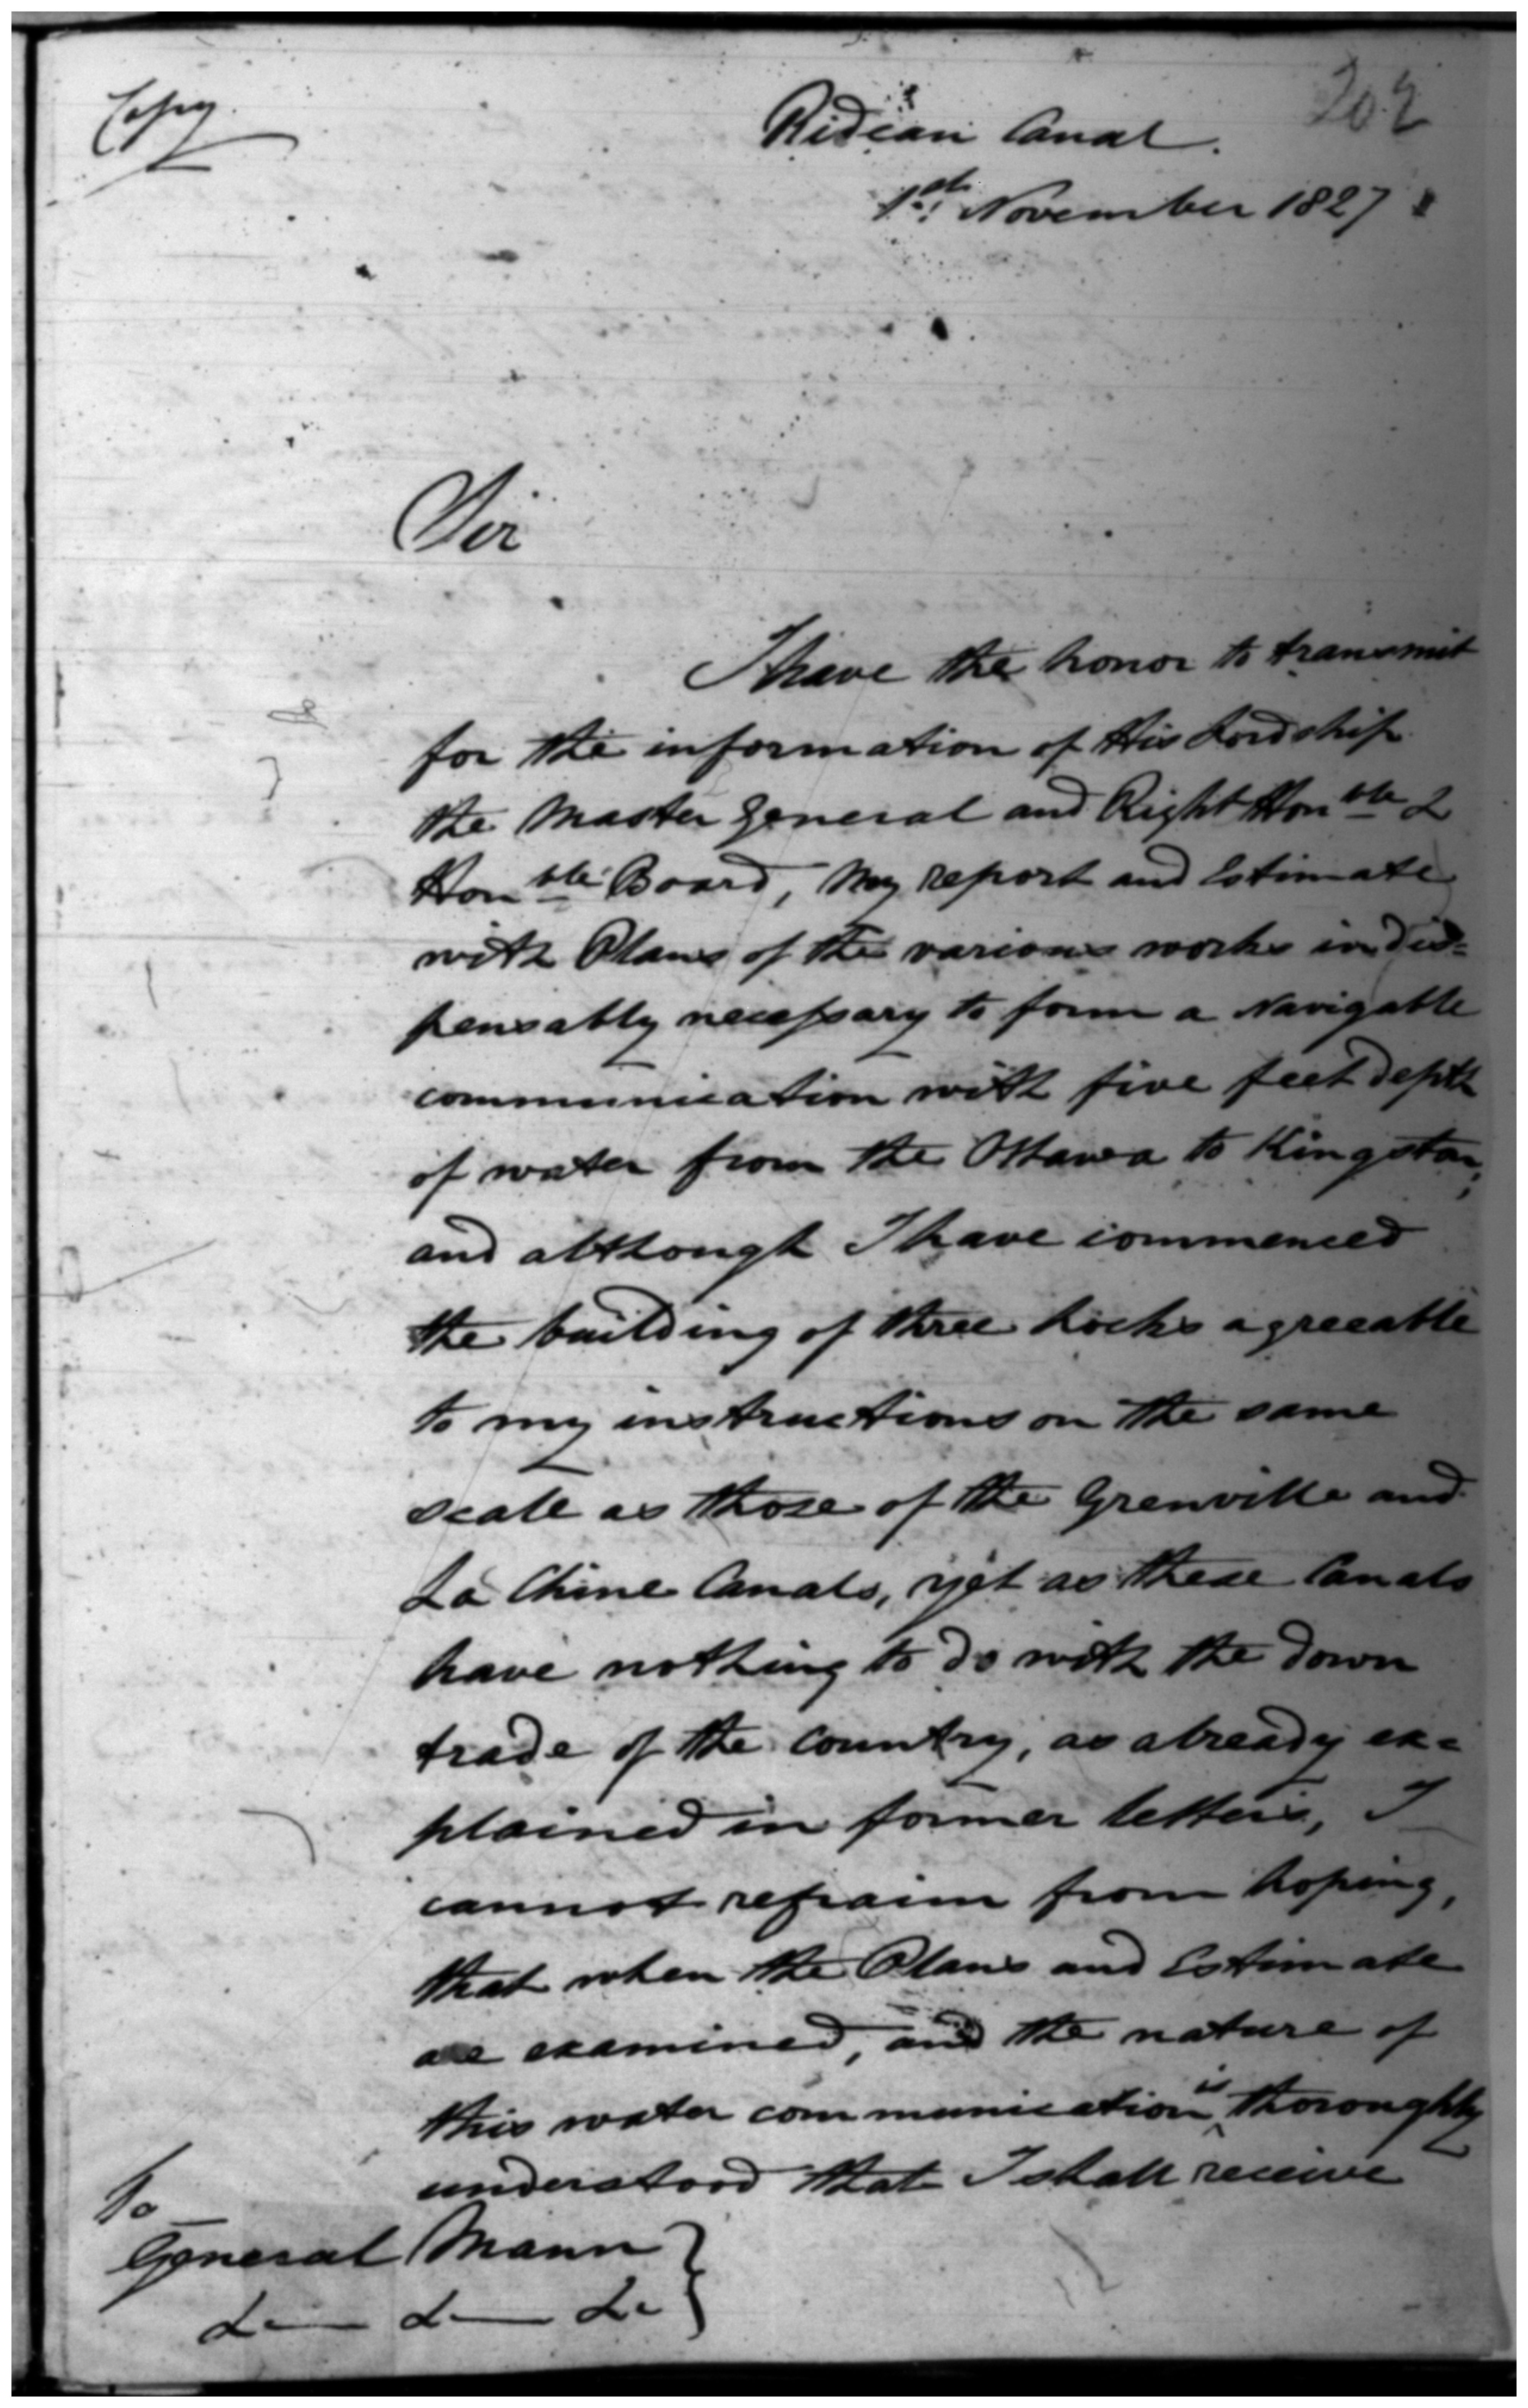 Copy
202
Rideau Canal.
1st November 1827
Sir
I have the honor to transmit
for the information of His Lordship
the Master General and Right Honble &
Honble Board, My report and Estimate
with Plans of the various works indis=
pensably necessary to form a Navigable
communication with five feet depth
of water from the Ottawa to Kingston;
and although I have commenced
the building of three Locks agreeable
to my instructions on the same
scale as those of the Grenville and
La Chine Canals, yet as these Canals
have nothing to do with the down
trade of the country, as already ex=
plained in former letters, I
cannot refrain from hoping,
that when the Plans and Estimate
are examined, and the nature of
this water communication is thoroughly
understood that I shall receive
To
General Mann
&c &c &c